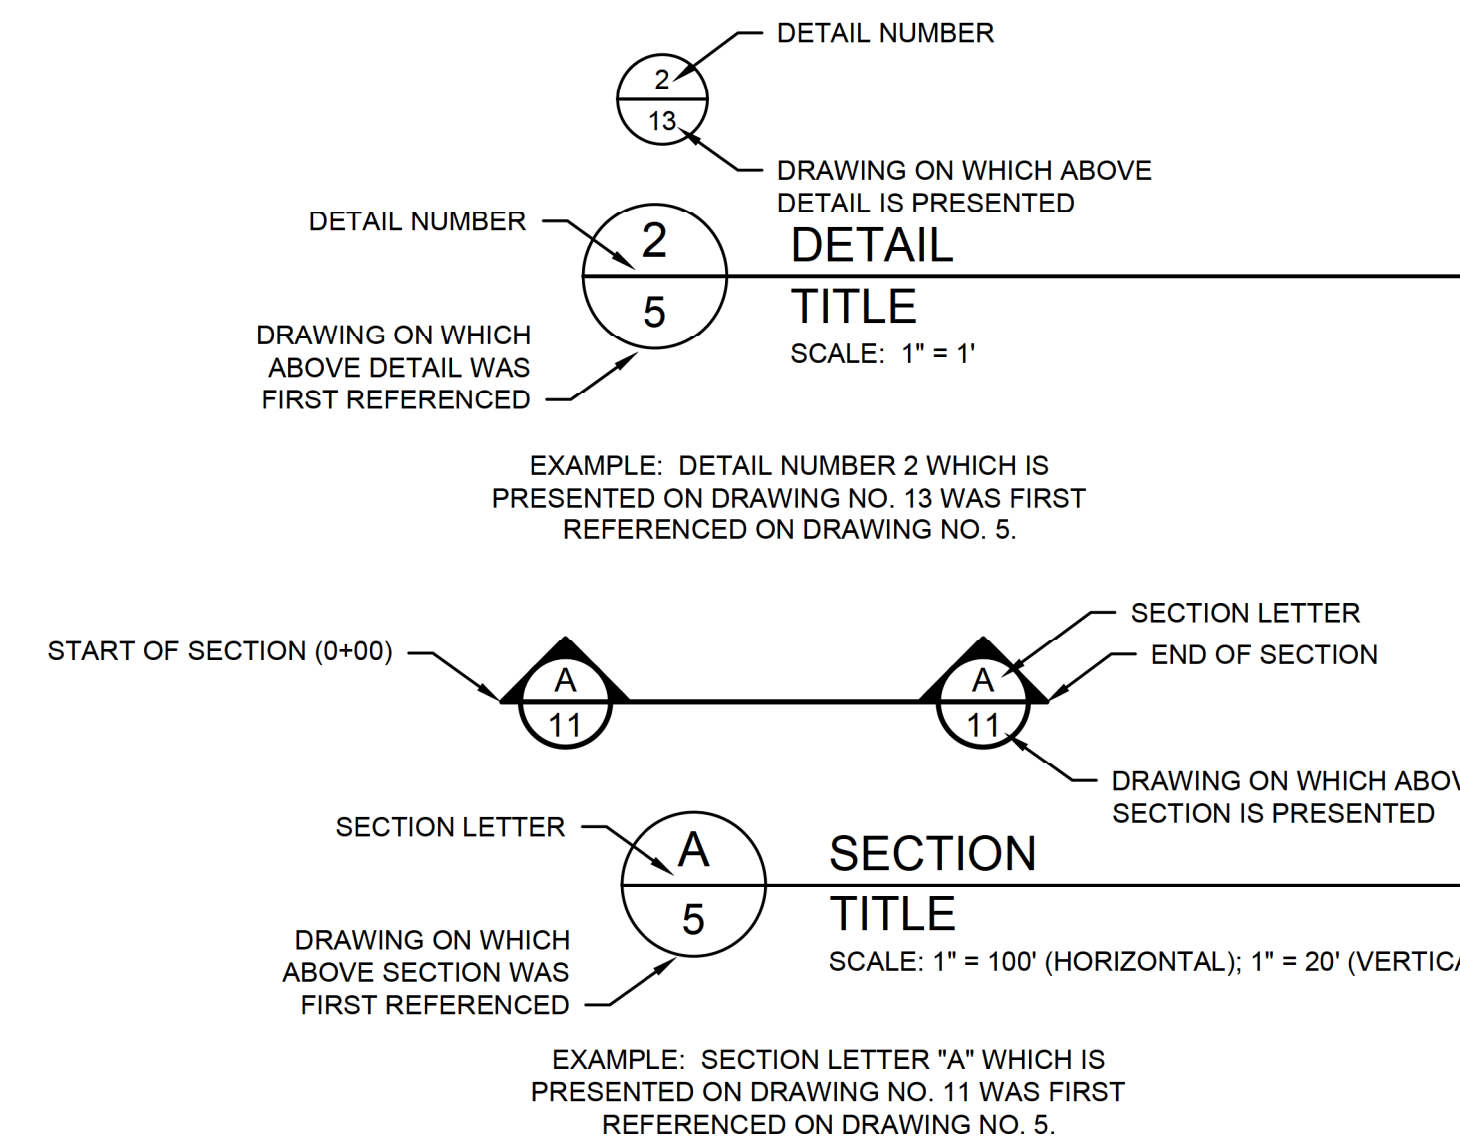 DETAIL NUMBER
2
13
DRAWING ON WHICH ABOVE
DETAIL IS PRESENTED
DETAIL NUMBER
2
DETAIL
5
TITLE
SCALE: 1" = 1'
DRAWING ON WHICH
ABOVE DETAIL WAS
FIRST REFERENCED
EXAMPLE: DETAIL NUMBER 2 WHICH IS
PRESENTED ON DRAWING NO. 13 WAS FIRST
REFERENCED ON DRAWING NO. 5.
SECTION LETTER
START OF SECTION (0+00)
END OF SECTION
A
A
11
11
DRAWING ON WHICH ABOV
SECTION IS PRESENTED
SECTION LETTER
A
SECTION
5
TITLE
SCALE: 1" = 100' (HORIZONTAL); 1" = 20' (VERTICA
DRAWING ON WHICH
ABOVE SECTION WAS
FIRST REFERENCED
EXAMPLE: SECTION LETTER "A" WHICH IS
PRESENTED ON DRAWING NO. 11 WAS FIRST
REFERENCED ON DRAWING NO. 5.